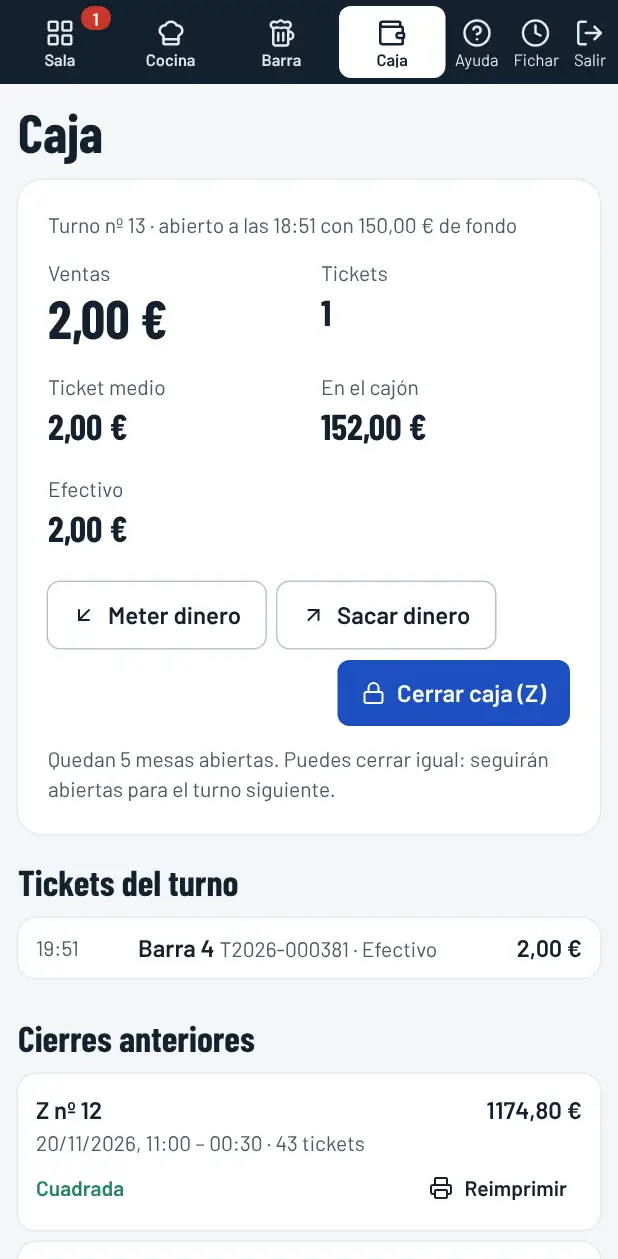 1
Sala
Cocina
Barra
Caja
Ayuda
Fichar
Salir
Caja
Turno nº 13 · abierto a las 18:51 con 150,00 € de fondo
Ventas
2,00 €
Tickets
1
Ticket medio
2,00 €
En el cajón
152,00 €
Efectivo
2,00 €
Meter dinero
Sacar dinero
Cerrar caja (Z)
Quedan 5 mesas abiertas. Puedes cerrar igual: seguirán
abiertas para el turno siguiente.
Tickets del turno
19:51 Barra 4 T2026-000381 · Efectivo 2,00 €
Cierres anteriores
Z nº 12 1174,80 €
20/11/2026, 11:00 – 00:30 · 43 tickets
Cuadrada
Reimprimir